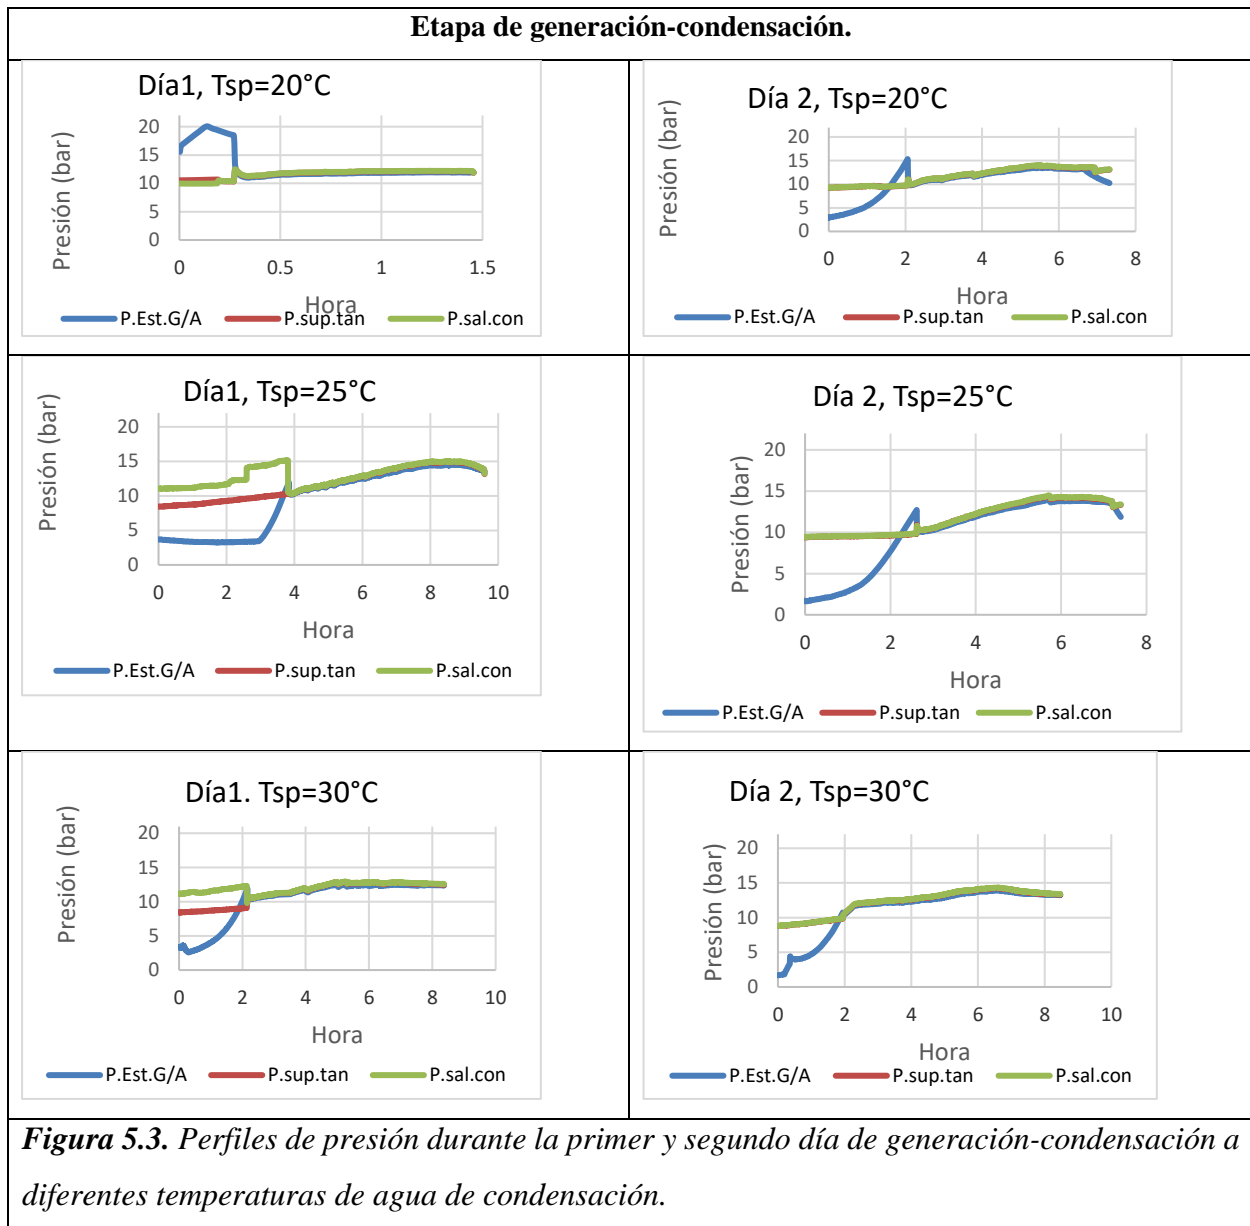 Etapa de generación-condensación.
Día1, Tsp=20°C
Presión (bar)
20
15
10
5
0
0 0.5 1 1.5
Hora
P.Est.G/A P.sup.tan P.sal.con
Día 2, Tsp=20°C
Presión (bar)
20
15
10
5
0
0 2 4 6 8
Hora
P.Est.G/A P.sup.tan P.sal.con
Día1, Tsp=25°C
Presión (bar)
20
15
10
5
0
0 2 4 6 8 10
Hora
P.Est.G/A P.sup.tan P.sal.con
Día 2, Tsp=25°C
Presión (bar)
20
15
10
5
0
0 2 4 6 8
Hora
P.Est.G/A P.sup.tan P.sal.con
Día1. Tsp=30°C
Presión (bar)
20
15
10
5
0
0 2 4 6 8 10
Hora
P.Est.G/A P.sup.tan P.sal.con
Día 2, Tsp=30°C
Presión (bar)
20
15
10
5
0
0 2 4 6 8 10
Hora
P.Est.G/A P.sup.tan P.sal.con
Figura 5.3. Perfiles de presión durante la primer y segundo día de generación-condensación a
diferentes temperaturas de agua de condensación.